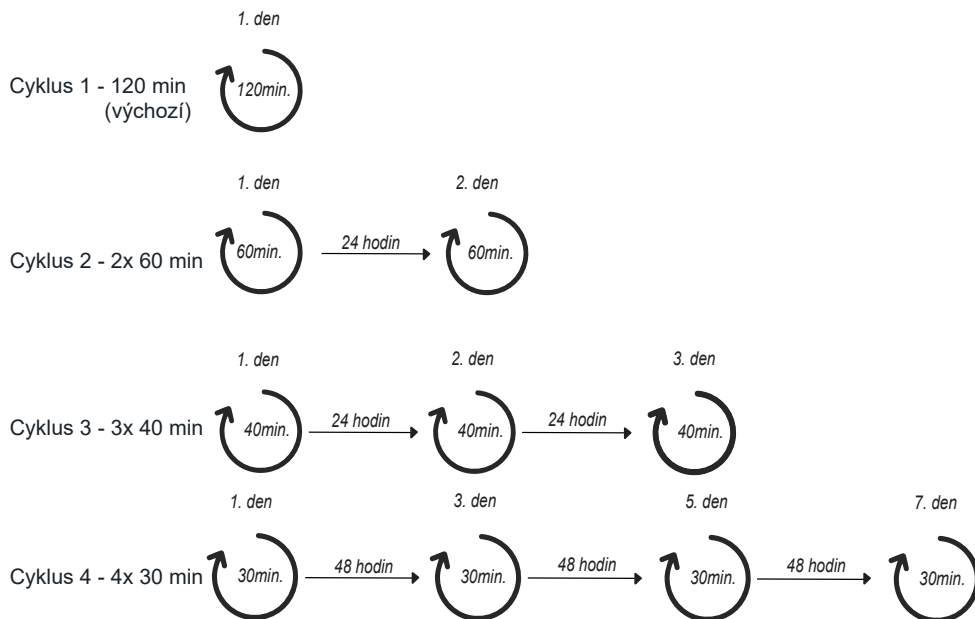 1. den
Cyklus 1 - 120 min
(výchozí)
120min.
1. den
2. den
Cyklus 2 - 2x 60 min
60min.
24 hodin
60min.
1. den
2. den
3. den
Cyklus 3 - 3x 40 min
40min.
24 hodin
40min.
24 hodin
40min.
1. den
3. den
5. den
7. den
Cyklus 4 - 4x 30 min
30min.
48 hodin
30min.
48 hodin
30min.
48 hodin
30min.